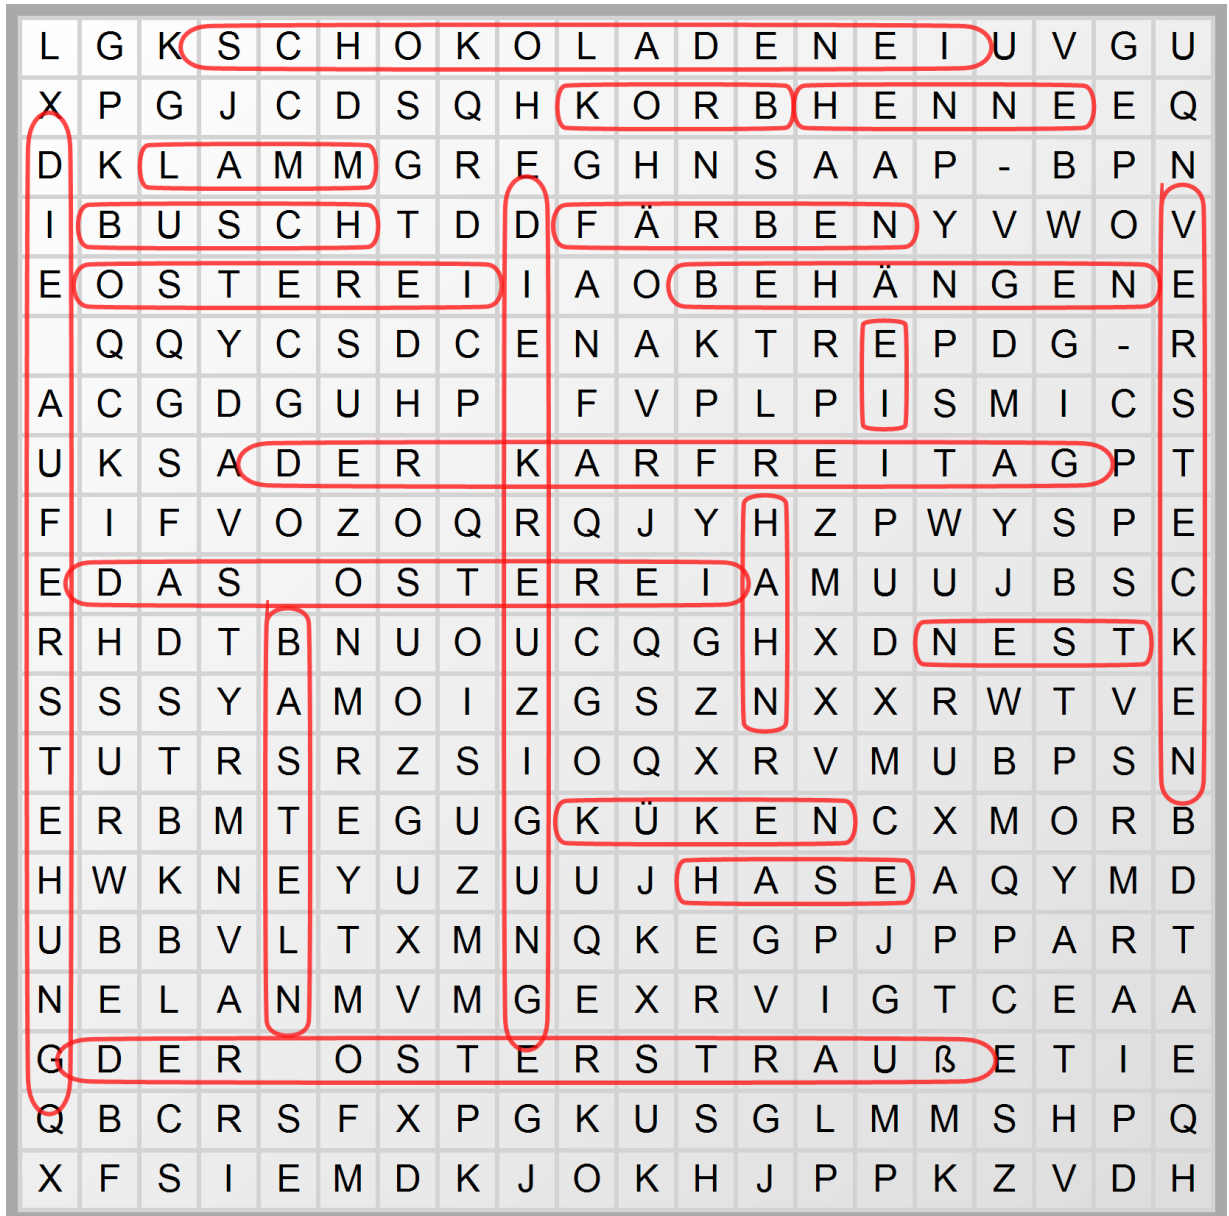 L G K S C H O K O L A D E N E I U V G U
X P G J C D S Q H K O R B H E N N E E Q
D K L A M M G R E G H N S A A P - B P N
I B U S C H T D D F Ä R B E N Y V W O V
E O S T E R E I I A O B E H Ä N G E N E
Q Q Y C S D C E N A K T R E P D G - R
A C G D G U H P F V P L P I S M I C S
U K S A D E R K A R F R E I T A G P T
F I F V O Z O Q R Q J Y H Z P W Y S P E
E D A S O S T E R E I A M U U J B S C
R H D T B N U O U C Q G H X D N E S T K
S S S Y A M O I Z G S Z N X X R W T V E
T U T R S R Z S I O Q X R V M U B P S N
E R B M T E G U G K Ü K E N C X M O R B
H W K N E Y U Z U U J H A S E A Q Y M D
U B B V L T X M N Q K E G P J P P A R T
N E L A N M V M G E X R V I G T C E A A
G D E R O S T E R S T R A U ß E T I E
Q B C R S F X P G K U S G L M M S H P Q
X F S I E M D K J O K H J P P K Z V D H